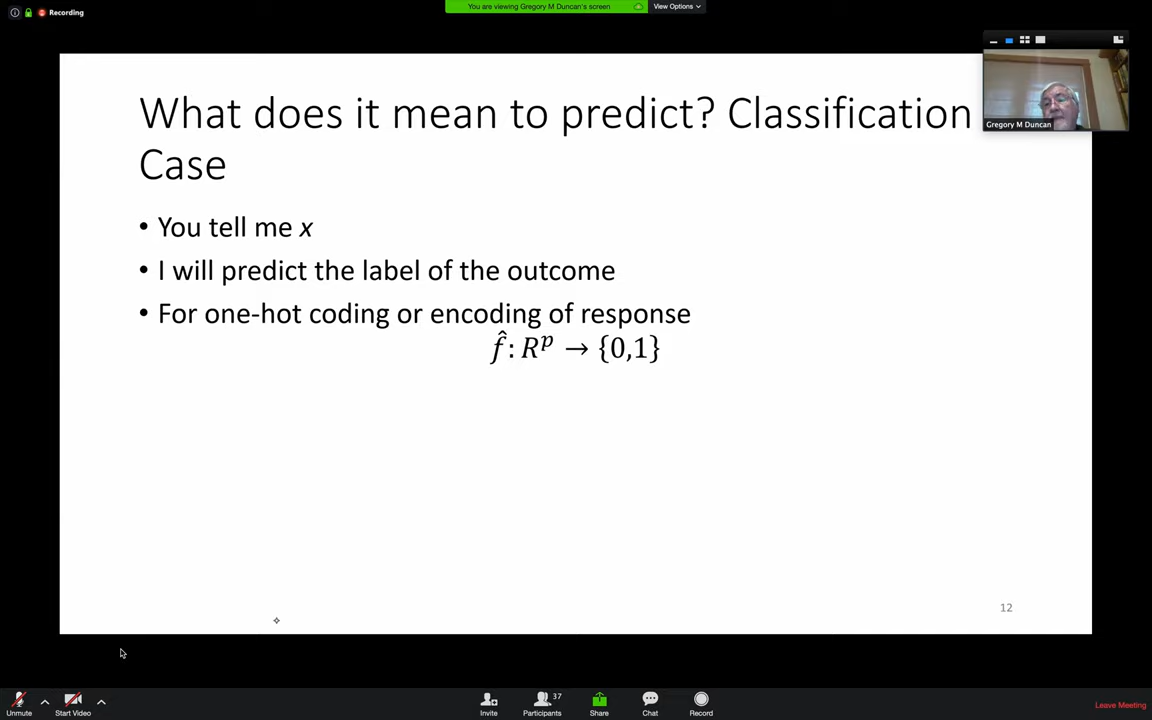 Recording
You are viewing Gregory M Duncan's screen
View Options
Gregory M Duncan
What does it mean to predict? Classification
Case
• You tell me x
• I will predict the label of the outcome
• For one-hot coding or encoding of response
f̂: Rᵖ → {0,1}
12
Unmute
Start Video
Invite
Participants
37
Share
Chat
Record
Leave Meeting